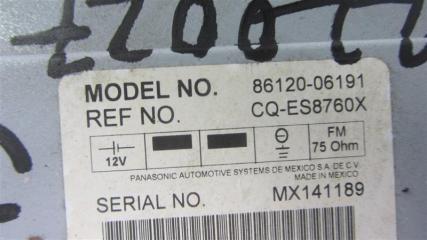 MODEL NO. 86120-06191
REF NO. CQ-ES8760X
12V
FM
75 Ohm
PANASONIC AUTOMOTIVE SYSTEMS DE MEXICO S.A. DE C.V.
MADE IN MEXICO
SERIAL NO. MX141189